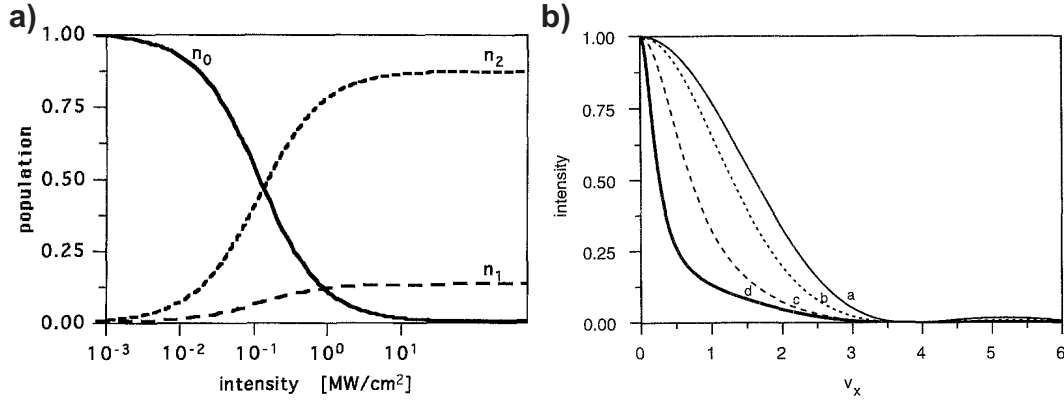 a)
1.00
0.75
0.50
0.25
0.00
population
n0
n2
n1
10-3
10-2
10-1
100
101
intensity [MW/cm2]
b)
1.00
0.75
0.50
0.25
0.00
intensity
d
c
b
a
0
1
2
3
4
5
6
vx